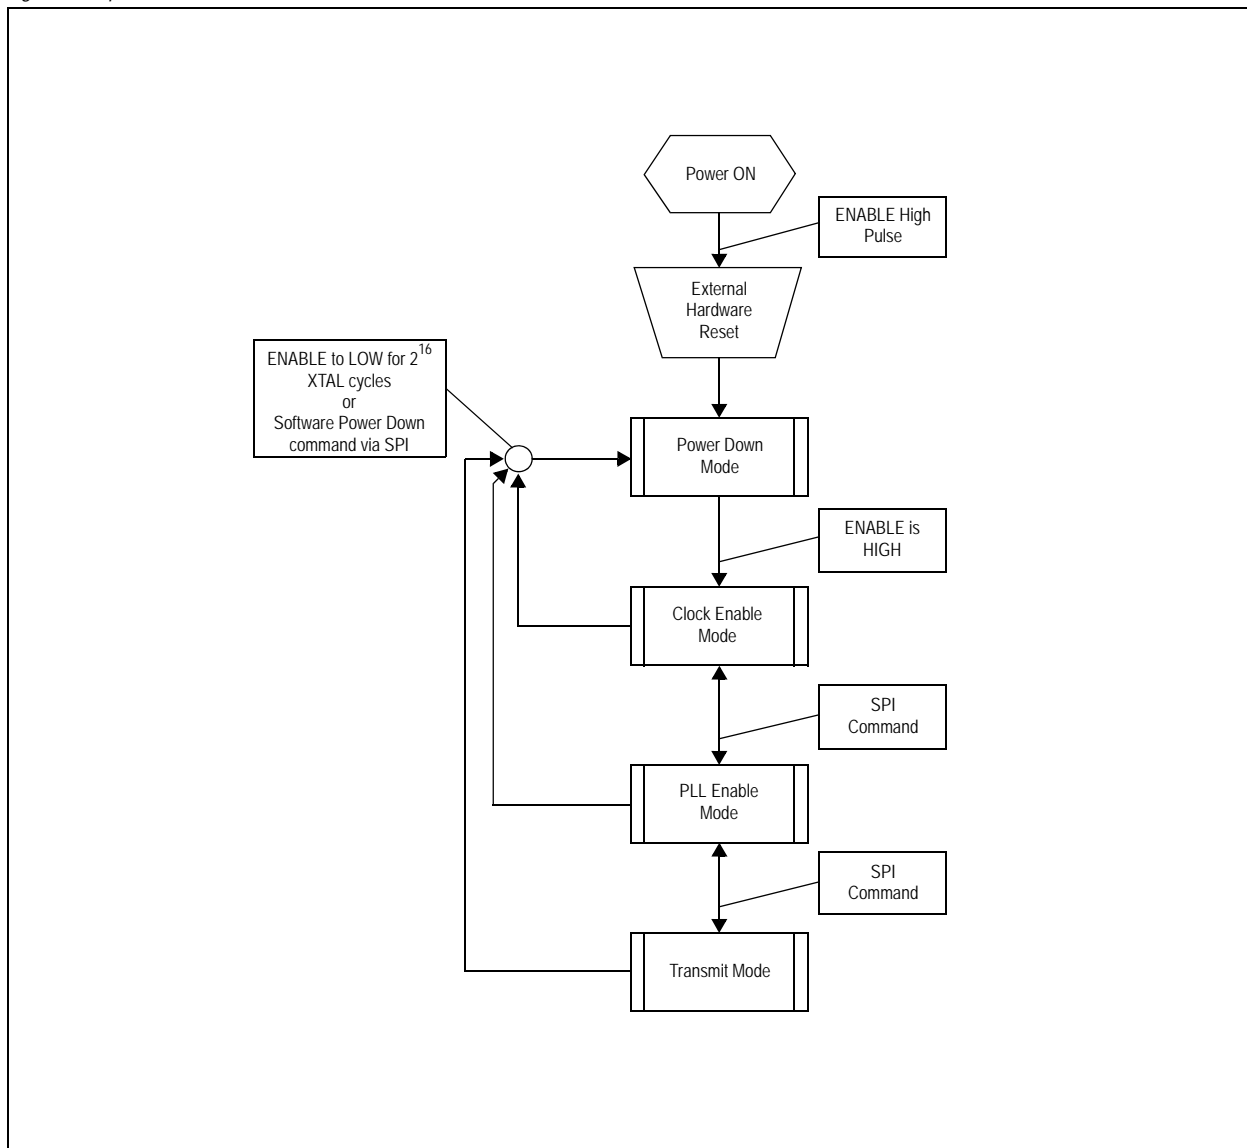 Power ON
ENABLE High
Pulse
External
Hardware
Reset
ENABLE to LOW for 2^16
XTAL cycles
or
Software Power Down
command via SPI
Power Down
Mode
ENABLE is
HIGH
Clock Enable
Mode
SPI
Command
PLL Enable
Mode
SPI
Command
Transmit Mode